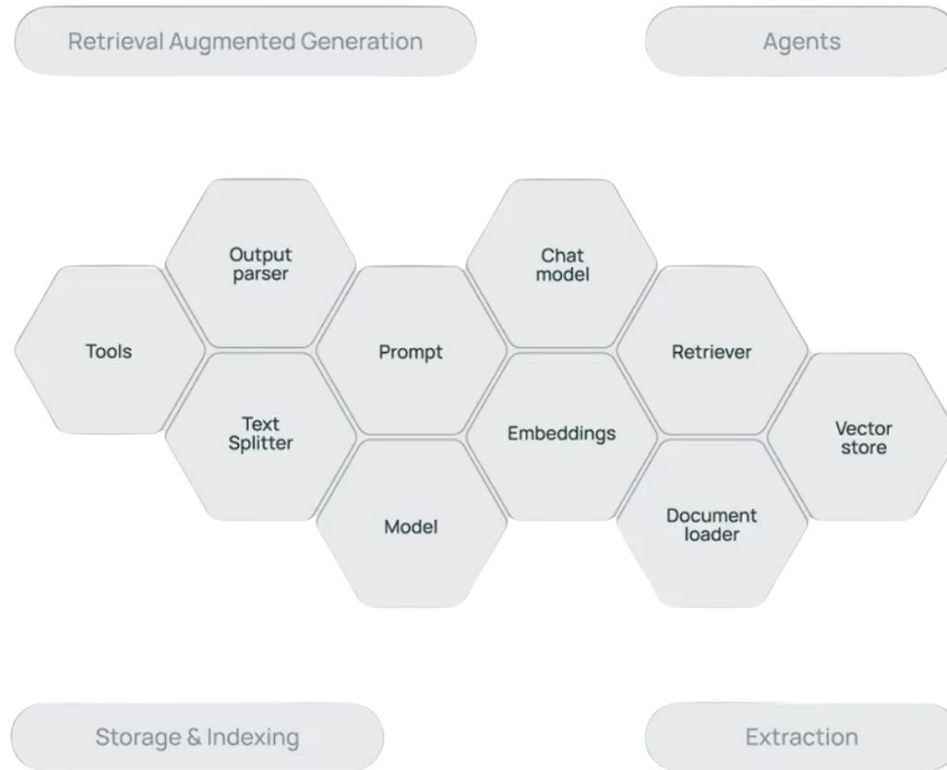 Retrieval Augmented Generation
Agents
Output
parser
Chat
model
Tools
Prompt
Retriever
Text
Splitter
Embeddings
Vector
store
Model
Document
loader
Storage & Indexing
Extraction